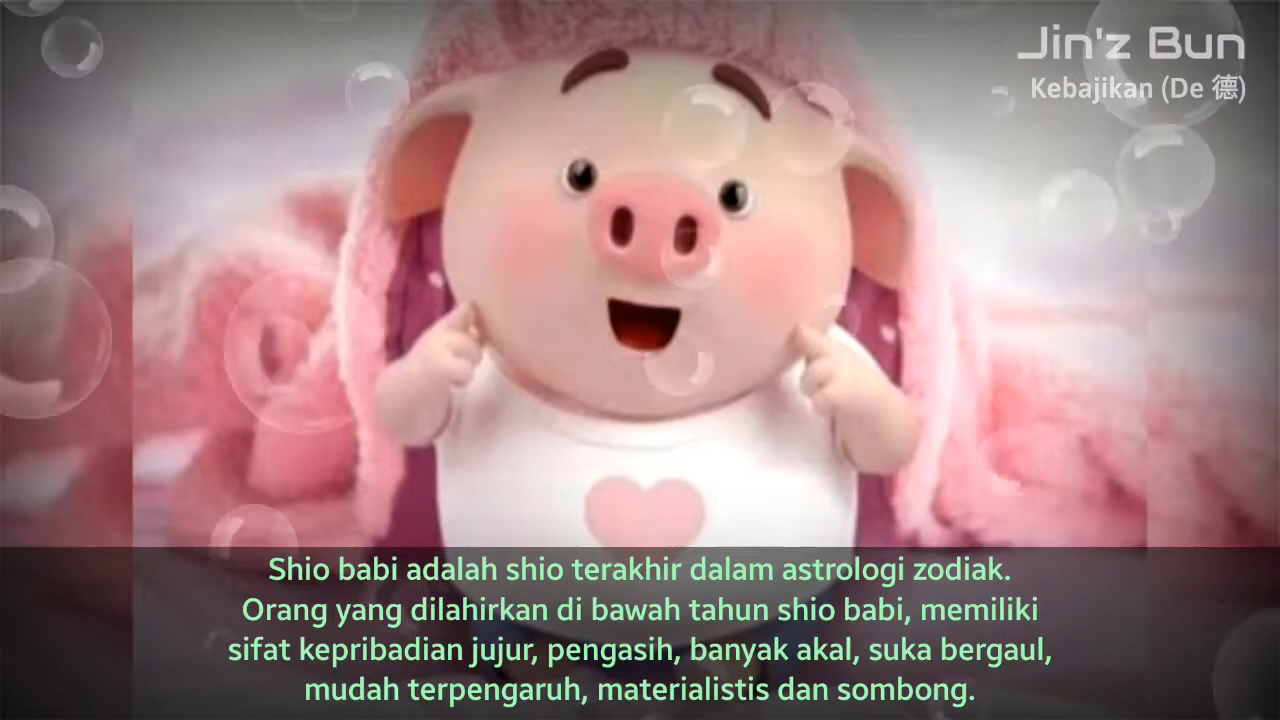 Jin'z Bun
Kebajikan (De 德)
Shio babi adalah shio terakhir dalam astrologi zodiak.
Orang yang dilahirkan di bawah tahun shio babi, memiliki
sifat kepribadian jujur, pengasih, banyak akal, suka bergaul,
mudah terpengaruh, materialistis dan sombong.